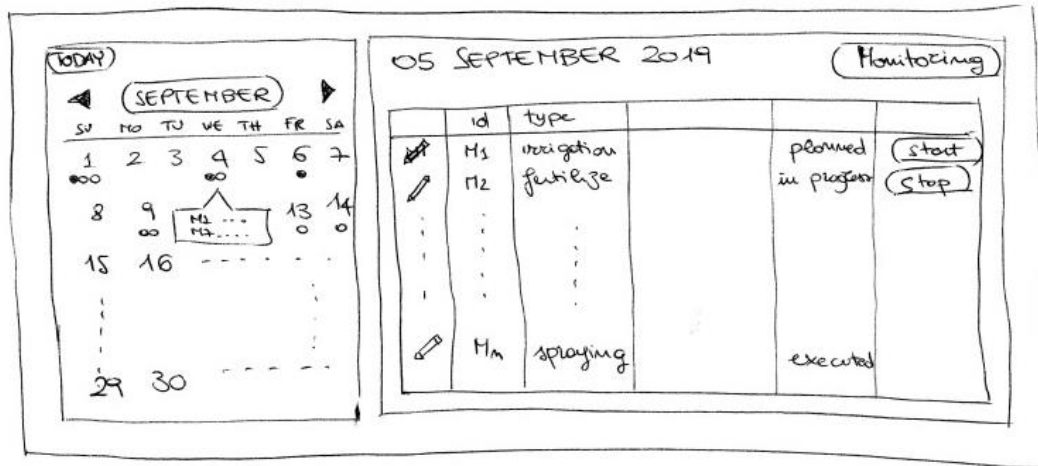 TODAY
SEPTEMBER
SU MO TU WE TH FR SA
1 2 3 4 5 6 7
8 9 13 14
M1 ....
M7 .....
15 16
29 30
05 SEPTEMBER 2019 Monitoring
id type
M1 irrigation planned start
M2 fertilize in progress stop
Mn spraying executed